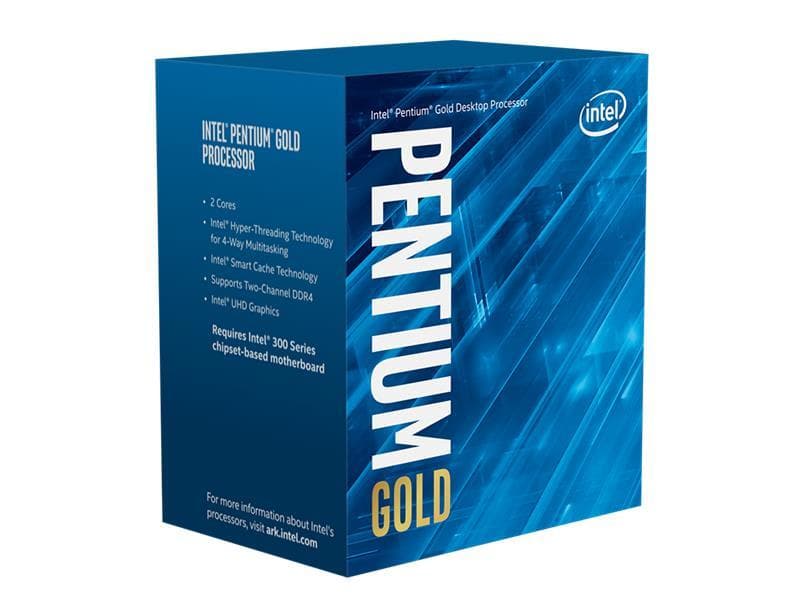 INTEL® PENTIUM® GOLD
PROCESSOR
• 2 Cores
• Intel® Hyper-Threading Technology
for 4-Way Multitasking
• Intel® Smart Cache Technology
• Supports Two-Channel DDR4
• Intel® UHD Graphics
Requires Intel® 300 Series
chipset-based motherboard
For more information about Intel's
processors, visit ark.intel.com
Intel® Pentium® Gold Desktop Processor
intel®
PENTIUM
GOLD